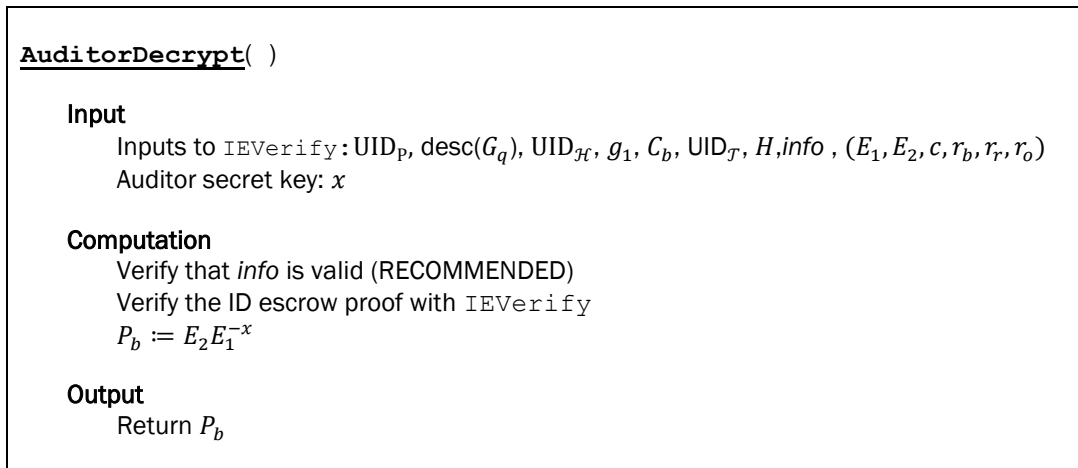 AuditorDecrypt( )
Input
Inputs to IEVerify: UID_P, desc(G_q), UID_ℋ, g_1, C_b, UID_𝒯, H,info , (E_1, E_2, c, r_b, r_r, r_o)
Auditor secret key: x
Computation
Verify that info is valid (RECOMMENDED)
Verify the ID escrow proof with IEVerify
P_b ≔ E_2E_1^{-x}
Output
Return P_b